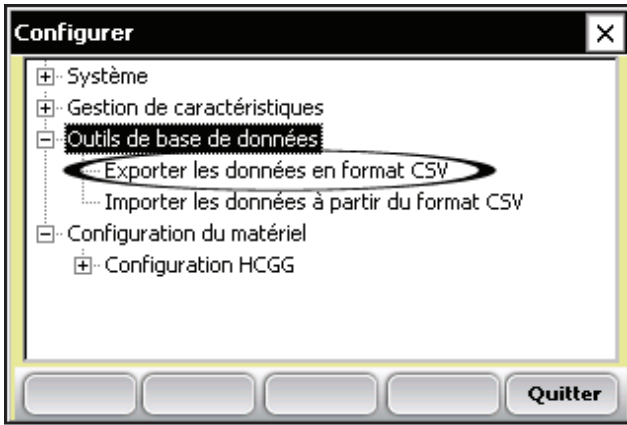 Configurer
Système
Gestion de caractéristiques
Outils de base de données
Exporter les données en format CSV
Importer les données à partir du format CSV
Configuration du matériel
Configuration HCGG
Quitter